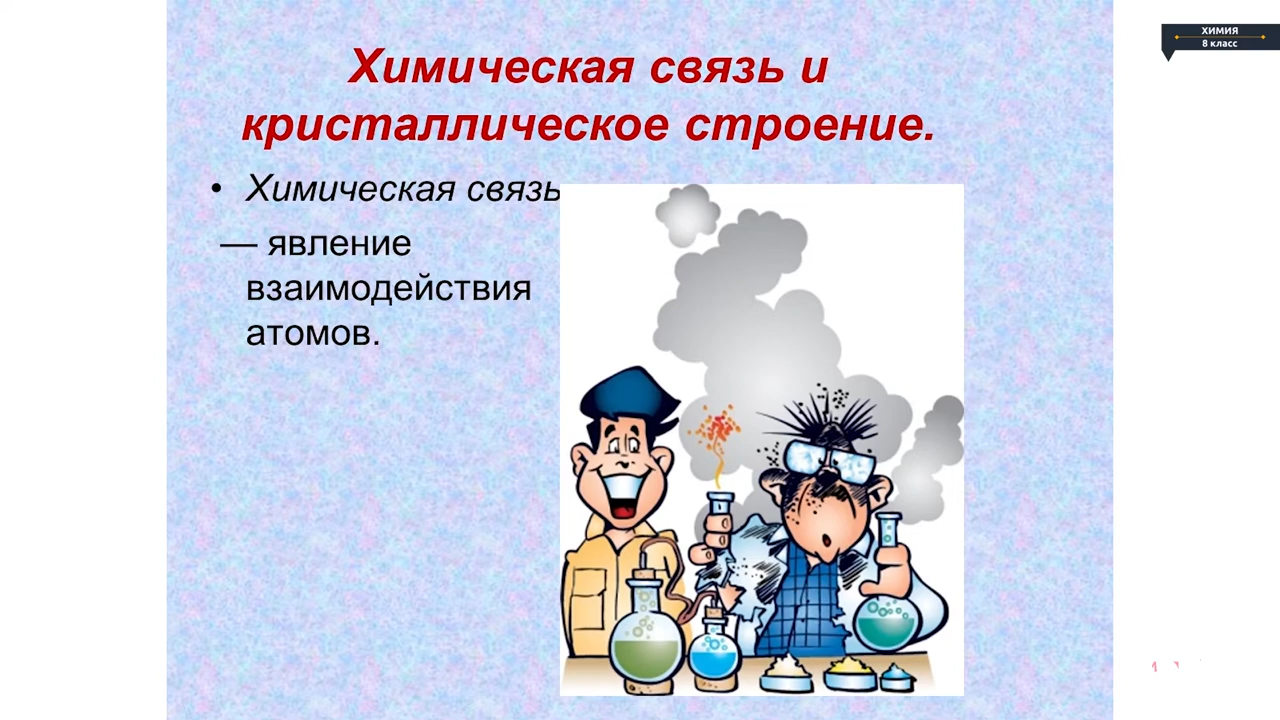 Химическая связь и
кристаллическое строение.
• Химическая связь
— явление
взаимодействия
атомов.
ХИМИЯ
8 класс